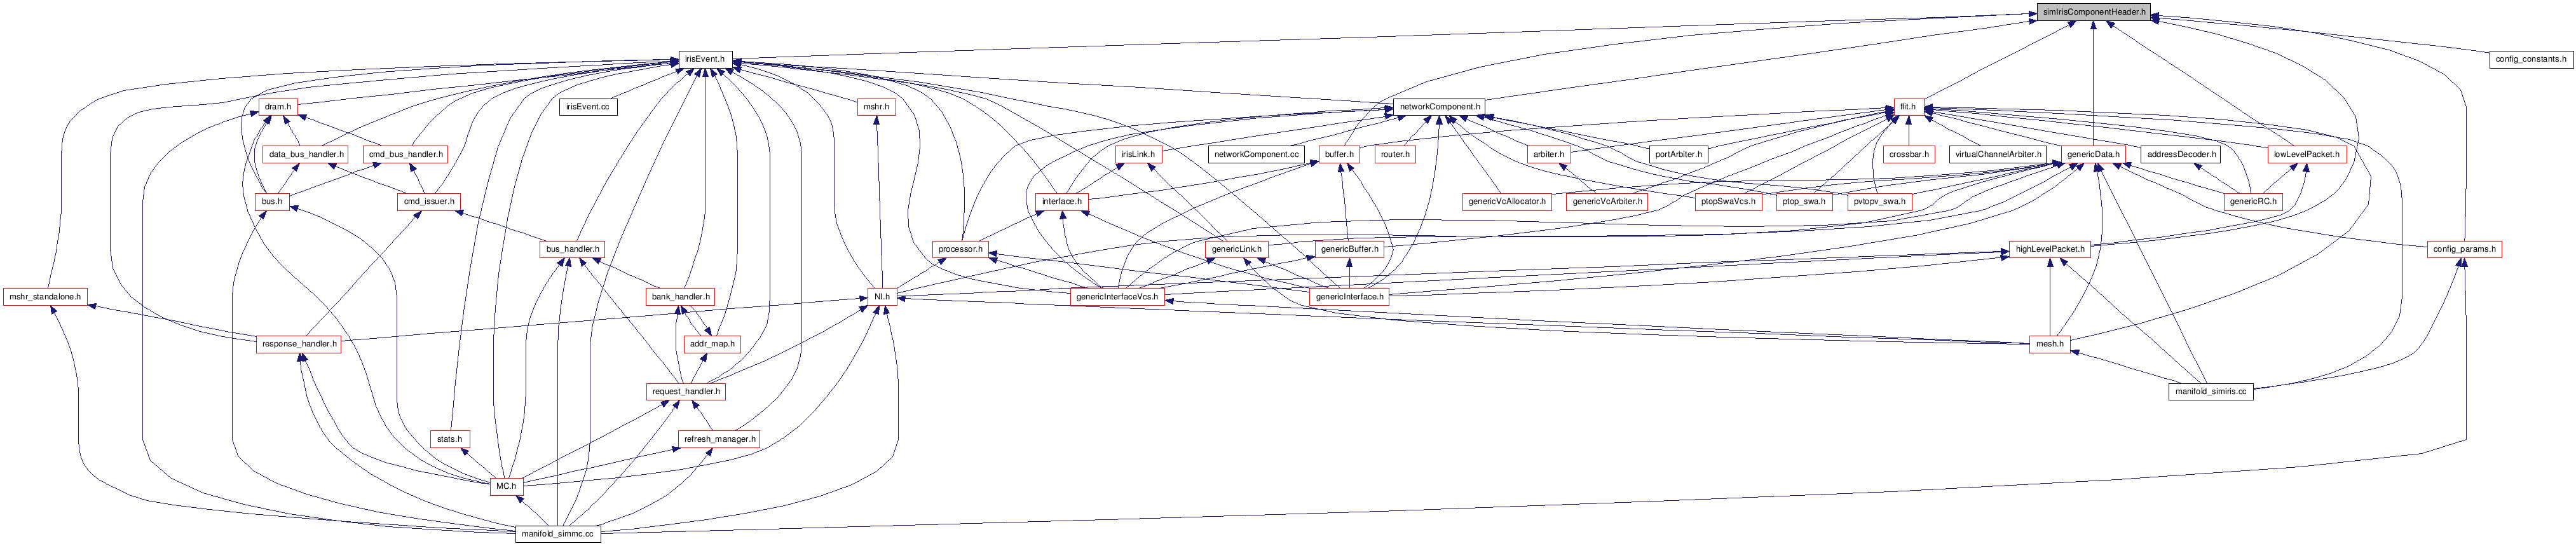 simIrisComponentHeader.h
irisEvent.h
config_constants.h
dram.h
irisEvent.cc
mshr.h
networkComponent.h
flit.h
data_bus_handler.h
cmd_bus_handler.h
irisLink.h
networkComponent.cc
buffer.h
router.h
arbiter.h
portArbiter.h
crossbar.h
virtualChannelArbiter.h
genericData.h
addressDecoder.h
lowLevelPacket.h
bus.h
cmd_issuer.h
interface.h
genericVcAllocator.h
genericVcArbiter.h
ptopSwaVcs.h
ptop_swa.h
pvtopv_swa.h
genericRC.h
bus_handler.h
processor.h
genericLink.h
genericBuffer.h
highLevelPacket.h
config_params.h
mshr_standalone.h
bank_handler.h
NI.h
genericInterfaceVcs.h
genericInterface.h
response_handler.h
addr_map.h
mesh.h
request_handler.h
manifold_simiris.cc
stats.h
refresh_manager.h
MC.h
manifold_simmc.cc